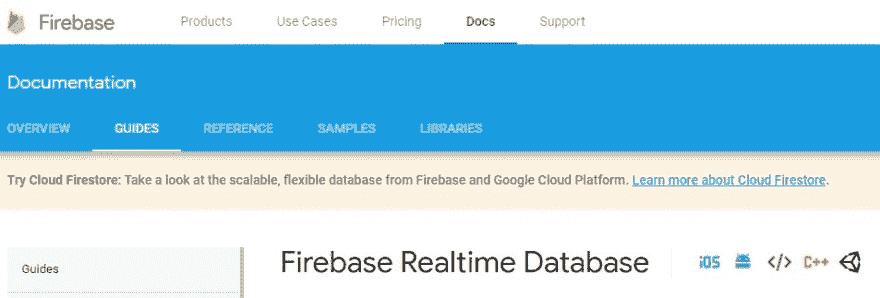 Firebase Products Use Cases Pricing Docs Support
Documentation
OVERVIEW GUIDES REFERENCE SAMPLES LIBRARIES
Try Cloud Firestore: Take a look at the scalable, flexible database from Firebase and Google Cloud Platform. Learn more about Cloud Firestore.
Guides
Firebase Realtime Database iOS </> C++